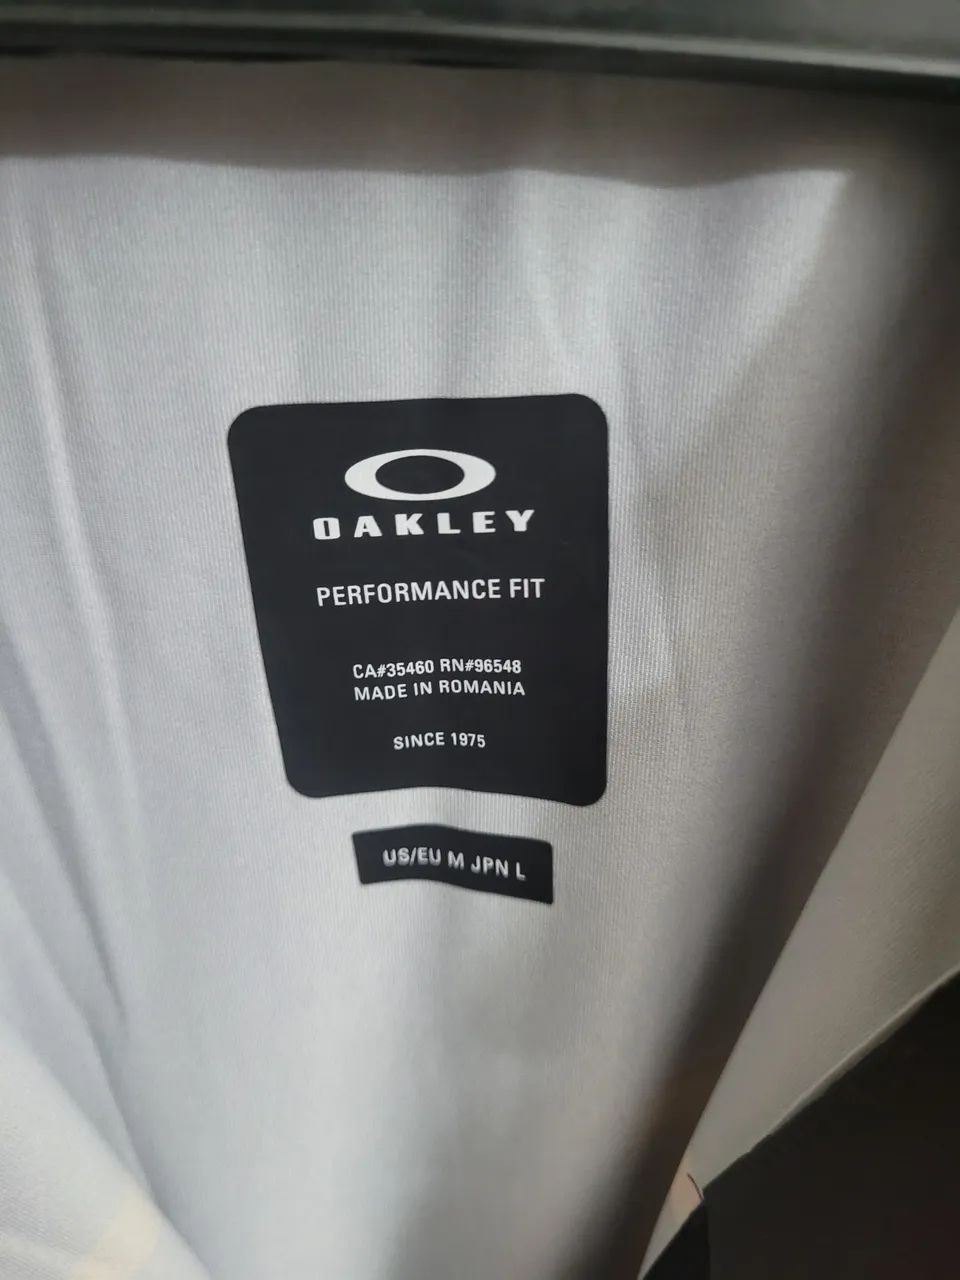 OAKLEY
PERFORMANCE FIT
CA#35460 RN#96548
MADE IN ROMANIA
SINCE 1975
US/EU M JPN L